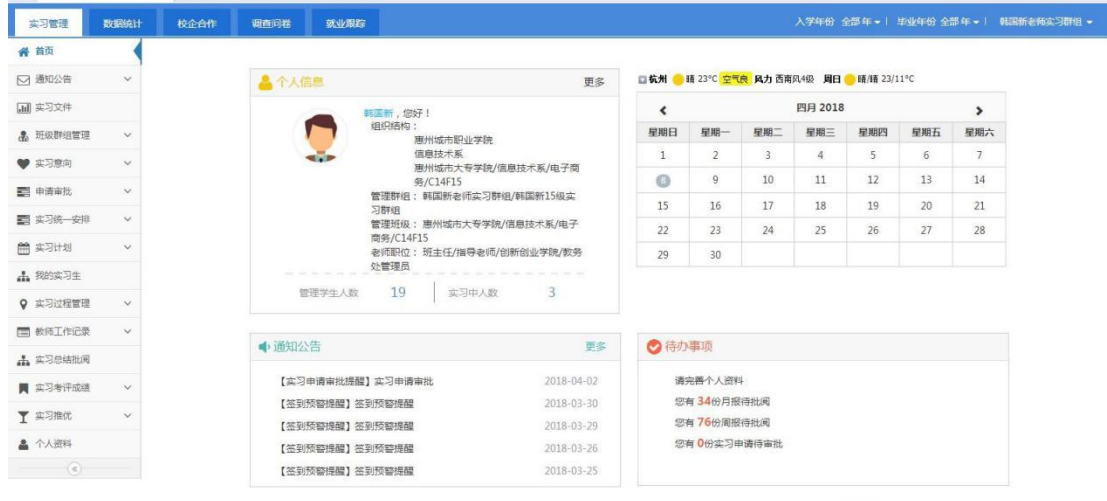 实习管理 数据统计 校企合作 调查问卷 就业跟踪 入学年份 全部年 毕业年份 全部年 韩国新老师实习群组
首页
通知公告
实习文件
班级群组管理
实习意向
申请审批
实习统一安排
实习计划
我的实习生
实习过程管理
教师工作记录
实习总结批阅
实习考评成绩
实习推优
个人资料
个人信息 更多
韩国新，您好！
组织结构：
惠州城市职业学院
信息技术系
惠州城市大专学院/信息技术系/电子商
务/C14F15
管理群组：韩国新老师实习群组/韩国新15级实
习群组
管理班级：惠州城市大专学院/信息技术系/电子
商务/C14F15
老师职位：班主任/指导老师/创新创业学院/教务
处管理员
管理学生人数 19 实习中人数 3
杭州 晴 23°C 空气良 风力 西南风4级 周日 晴/晴 23/11°C
四月 2018
星期日 星期一 星期二 星期三 星期四 星期五 星期六
1 2 3 4 5 6 7
8 9 10 11 12 13 14
15 16 17 18 19 20 21
22 23 24 25 26 27 28
29 30
通知公告 更多
【实习申请审批提醒】实习申请审批 2018-04-02
【签到预警提醒】签到预警提醒 2018-03-30
【签到预警提醒】签到预警提醒 2018-03-29
【签到预警提醒】签到预警提醒 2018-03-26
【签到预警提醒】签到预警提醒 2018-03-25
待办事项
请完善个人资料
您有 34份月报待批阅
您有 76份周报待批阅
您有 0份实习申请待审批